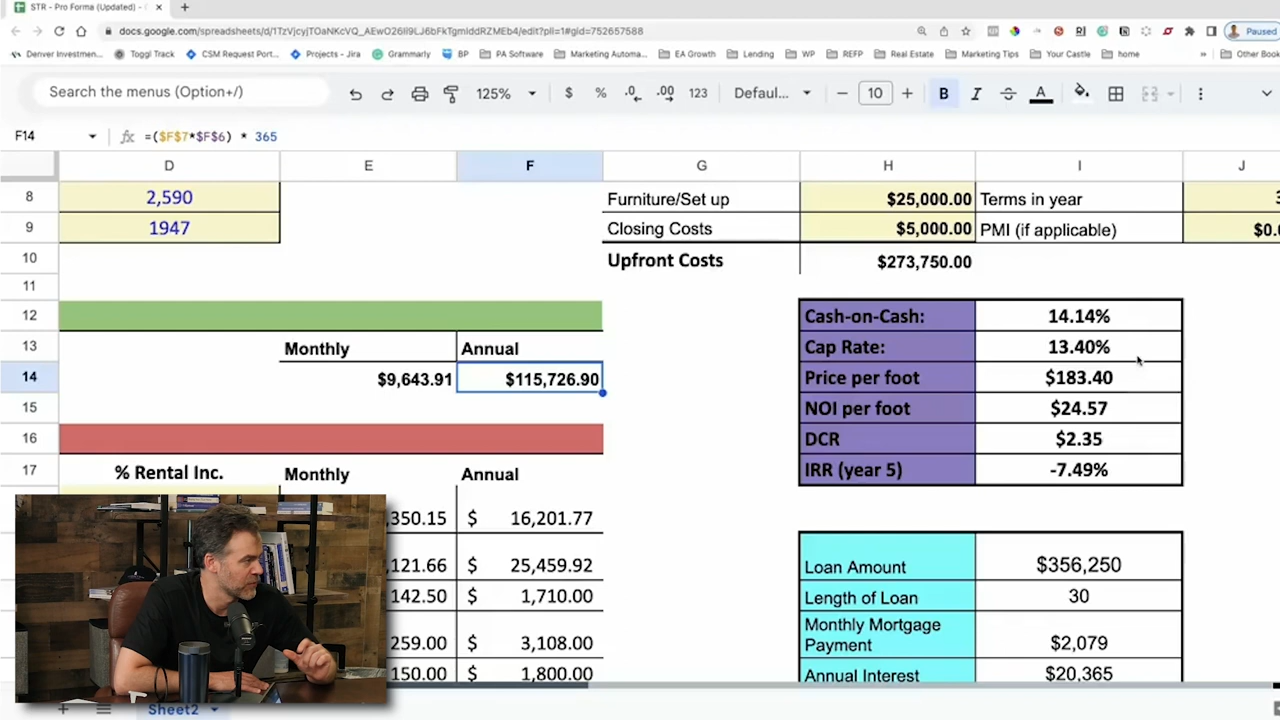 STR - Pro Forma (Updated) - (
docs.google.com/spreadsheets/d/1TzVjcyjTOaNKcVQ_AEwO26Il9LJ6bFkTgmIddRZMEb4/edit?pli=1#gid=752657588
Paused
Denver Investmen... Toggl Track CSM Request Porta... Projects - Jira Grammarly BP PA Software Marketing Automa... EA Growth Lending WP REFP Real Estate Marketing Tips Your Castle home Other Book
Search the menus (Option+/) 125% $ % .0 .00 123 Defaul... 10 B I A
F14 fx =($F$7*$F$6) * 365
D E F G H I J
8 2,590 Furniture/Set up $25,000.00 Terms in year
9 1947 Closing Costs $5,000.00 PMI (if applicable)
10 Upfront Costs $273,750.00
11
12 Cash-on-Cash: 14.14%
13 Monthly Annual Cap Rate: 13.40%
14 $9,643.91 $115,726.90 Price per foot $183.40
15 NOI per foot $24.57
16 DCR $2.35
17 % Rental Inc. Monthly Annual IRR (year 5) -7.49%
,350.15 $ 16,201.77
,121.66 $ 25,459.92 Loan Amount $356,250
142.50 $ 1,710.00 Length of Loan 30
259.00 $ 3,108.00 Monthly Mortgage Payment $2,079
150.00 $ 1,800.00 Annual Interest $20,365
Sheet2